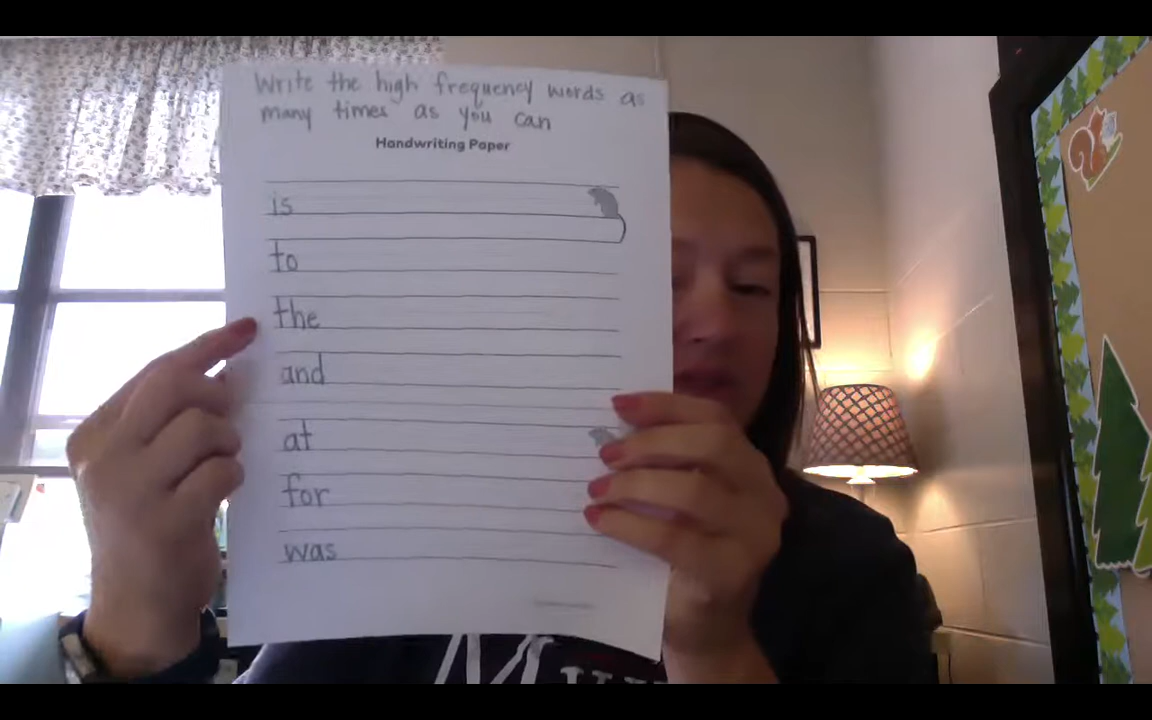 Write the high frequency words as
many times as you can
Handwriting Paper
is
to
the
and
at
for
was